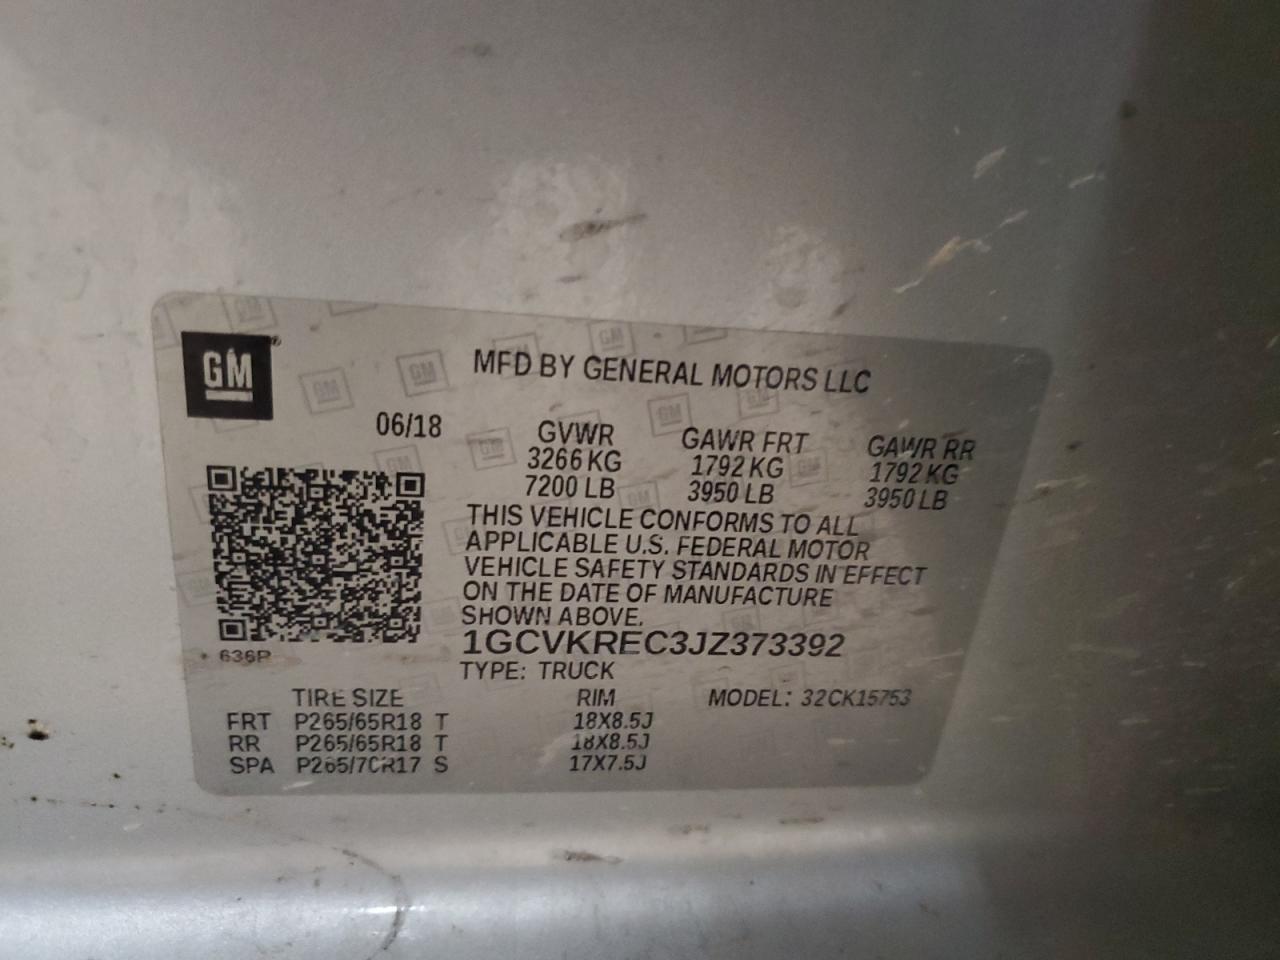 GM
MFD BY GENERAL MOTORS LLC
06/18
GVWR GAWR FRT GAWR RR
3266 KG 1792 KG 1792 KG
7200 LB 3950 LB 3950 LB
THIS VEHICLE CONFORMS TO ALL
APPLICABLE U.S. FEDERAL MOTOR
VEHICLE SAFETY STANDARDS IN EFFECT
ON THE DATE OF MANUFACTURE
SHOWN ABOVE.
636P
1GCVKREC3JZ373392
TYPE: TRUCK
TIRE SIZE RIM MODEL: 32CK15753
FRT P265/65R18 T 18X8.5J
RR P265/65R18 T 18X8.5J
SPA P265/70R17 S 17X7.5J